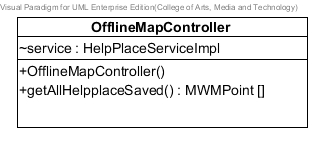 Visual Paradigm for UML Enterprise Edition(College of Arts, Media and Technology)
OfflineMapController
~service : HelpPlaceServiceImpl
+OfflineMapController()
+getAllHelpplaceSaved() : MWMPoint []